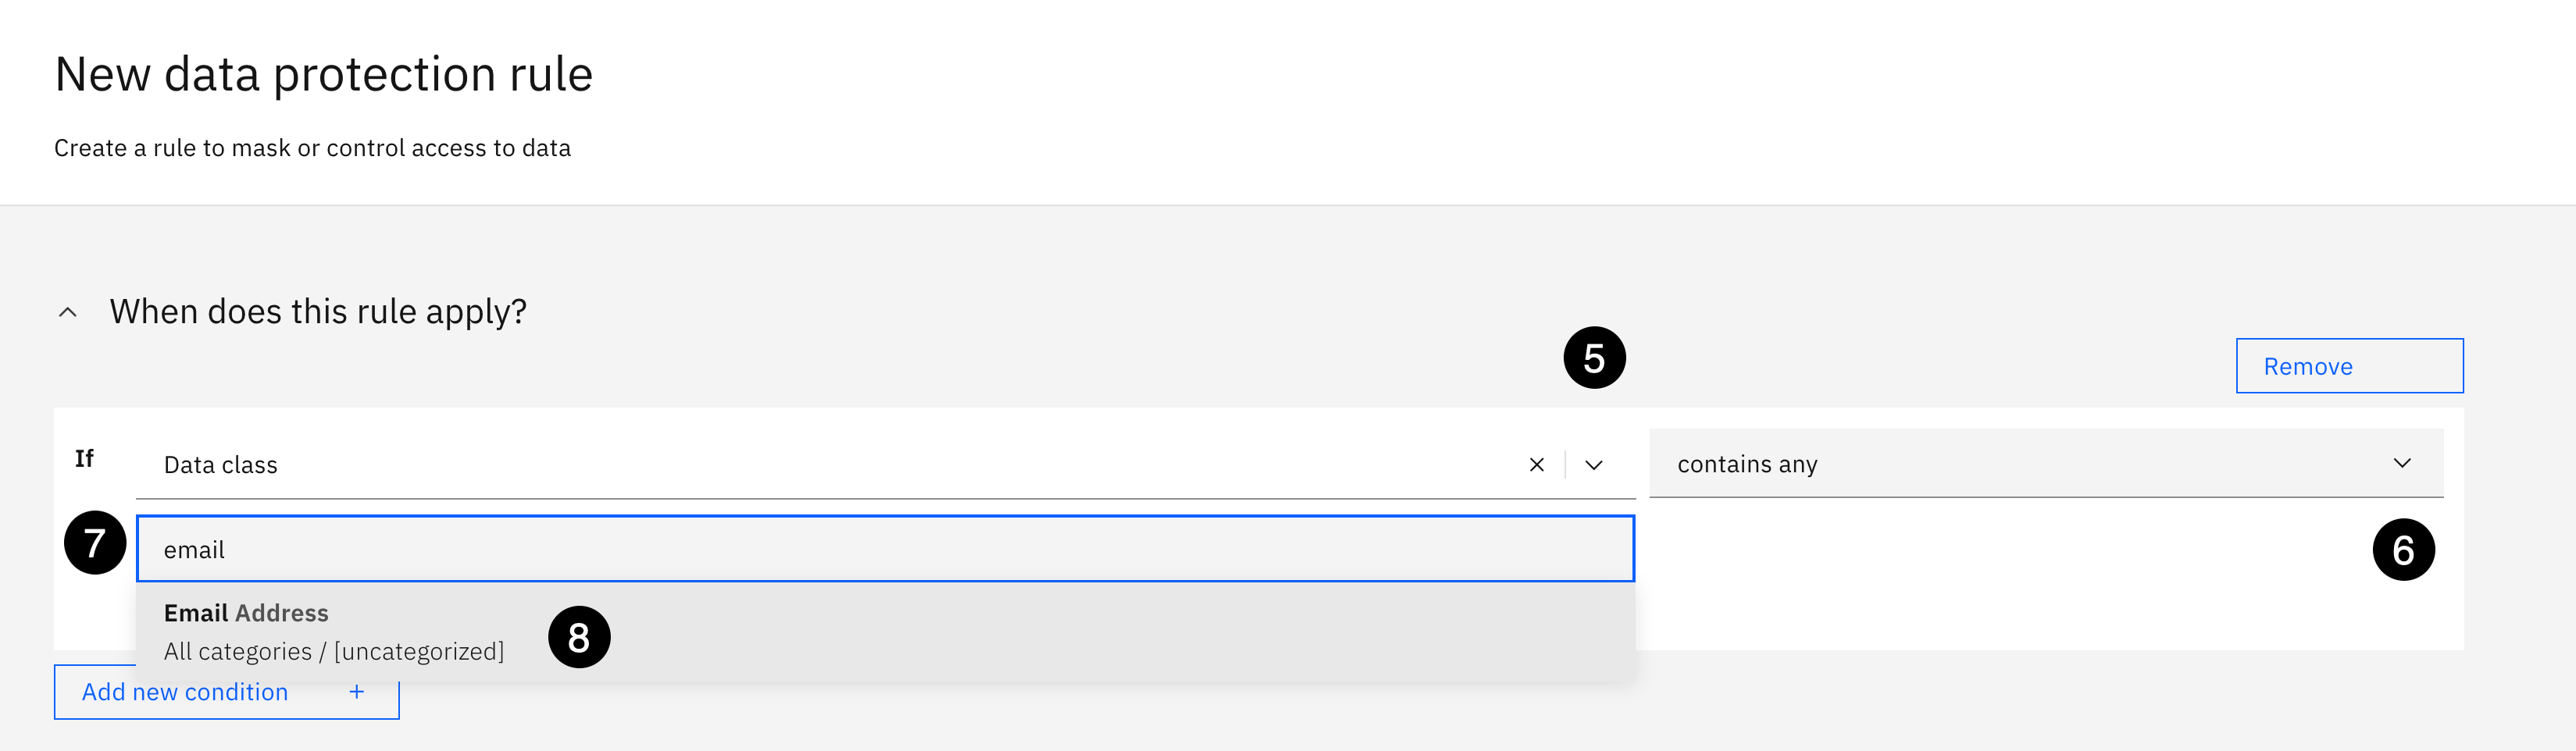 New data protection rule
Create a rule to mask or control access to data
When does this rule apply?
5
Remove
If
Data class
contains any
7
email
6
Email Address
8
All categories / [uncategorized]
Add new condition +